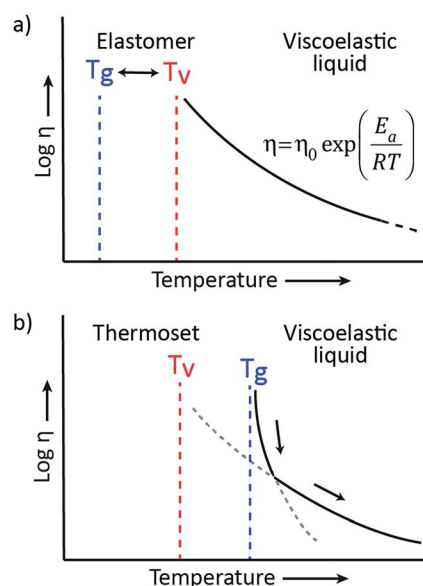 a)
Elastomer
Viscoelastic
liquid
Tg
Tv
η=η₀ exp(Ea/RT)
Log η
Temperature
b)
Thermoset
Viscoelastic
liquid
Tv
Tg
Log η
Temperature